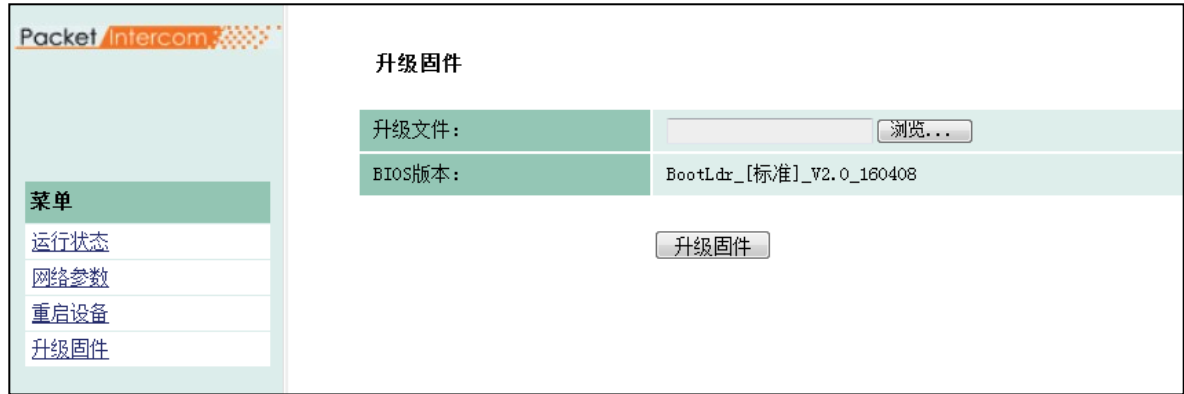 Packet Intercom
菜单
运行状态
网络参数
重启设备
升级固件
升级固件
升级文件：
浏览...
BIOS版本：
BootLdr_[标准]_V2.0_160408
升级固件